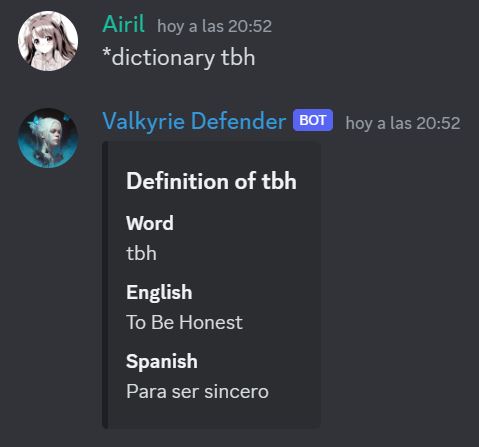 Airil hoy a las 20:52
*dictionary tbh
Valkyrie Defender BOT hoy a las 20:52
Definition of tbh
Word
tbh
English
To Be Honest
Spanish
Para ser sincero